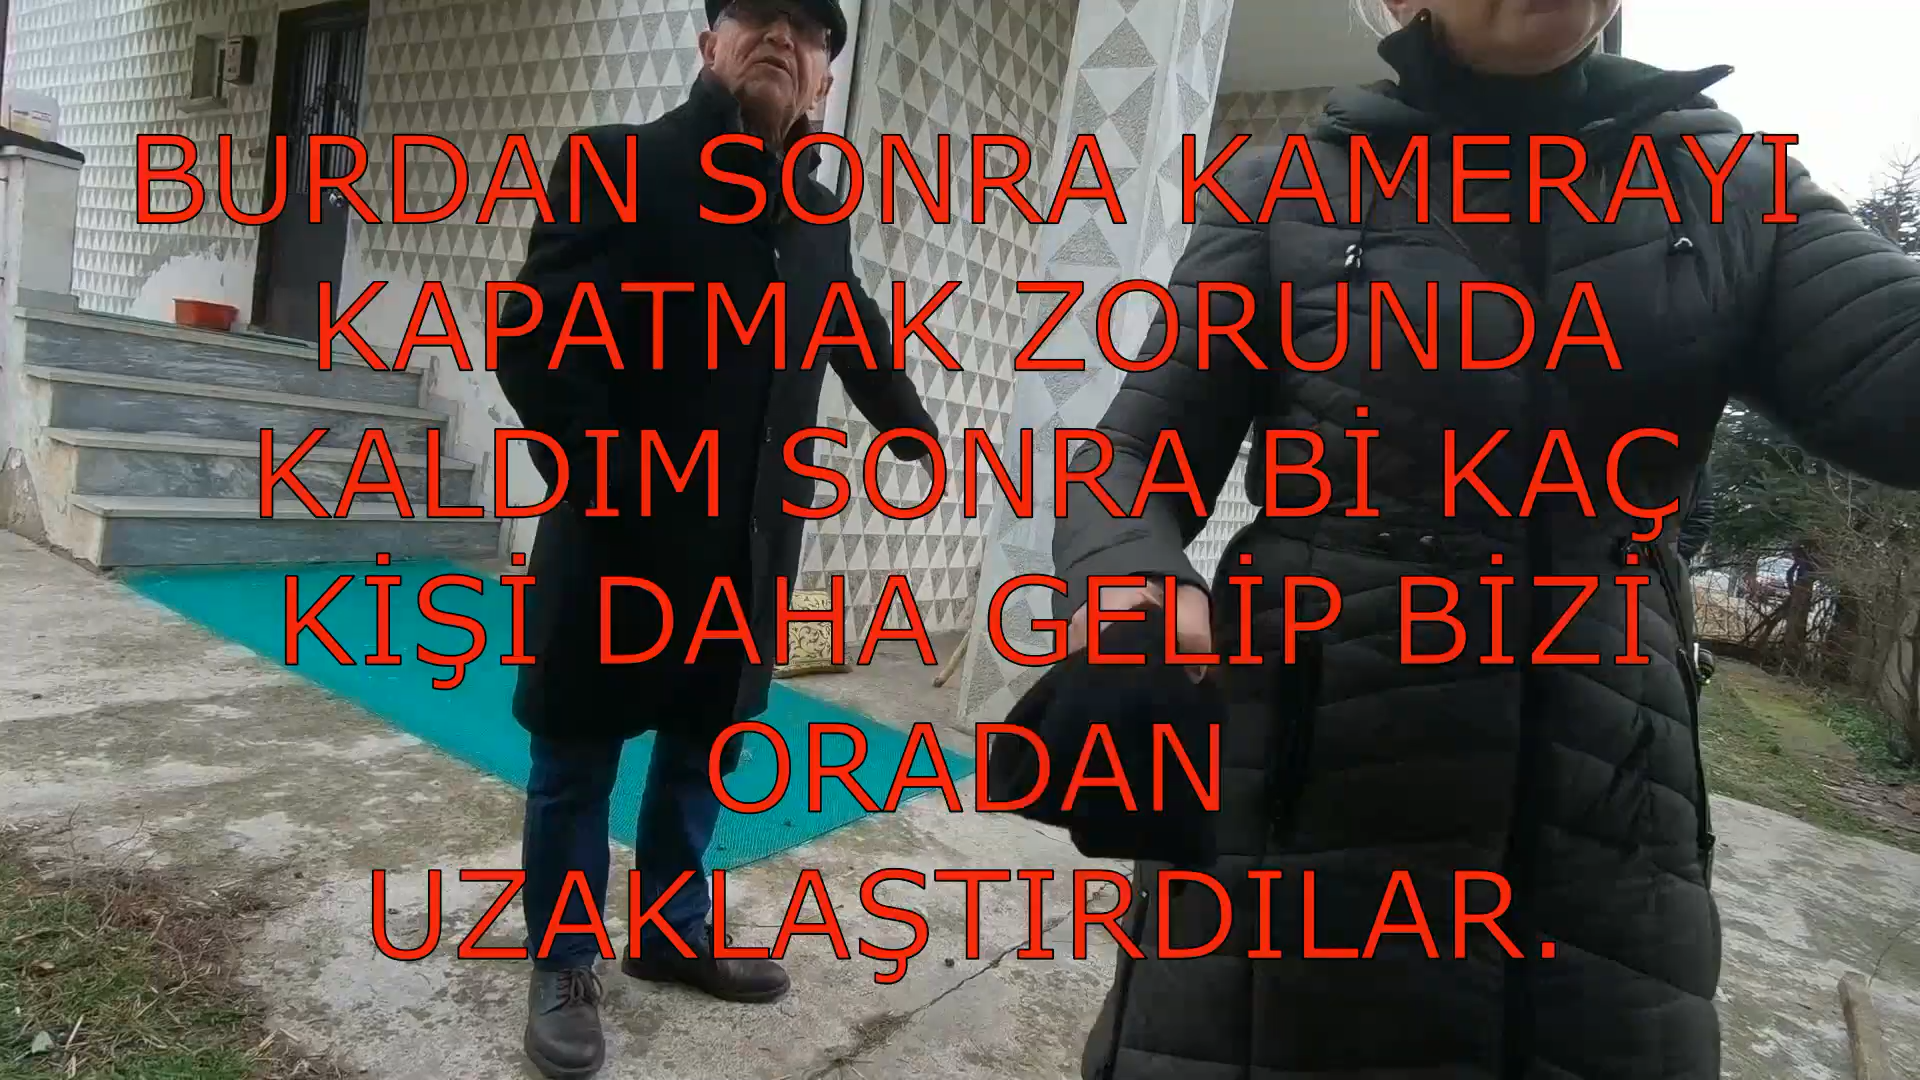 BURDAN SONRA KAMERAYI
KAPATMAK ZORUNDA
KALDIM SONRA Bİ KAÇ
KİŞİ DAHA GELİP BİZİ
ORADAN
UZAKLAŞTIRDILAR.